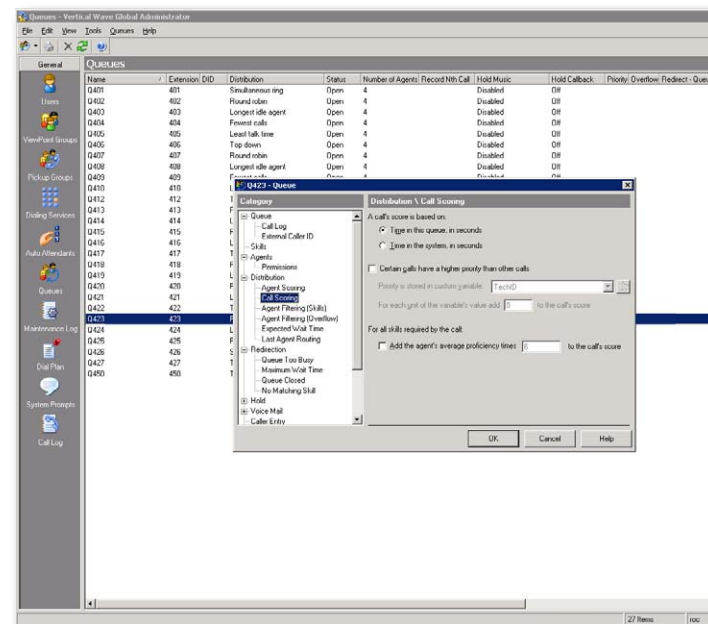 Queues - Vertical Wave Global Administrator
File Edit View Tools Queues Help
General
Queues
Users
ViewPoint Groups
Pickup Groups
Dialing Services
Auto Attendants
Queues
Maintenance Log
Dial Plan
System Prompts
Call Log
Name Extension DID Distribution Status Number of Agents Record Nth Call Hold Music Hold Callback Priority Overflow Redirect - Queu
Q401 401 Simultaneous ring Open 4 Disabled Off
Q402 402 Round robin Open 4 Disabled Off
Q403 403 Longest idle agent Open 4 Disabled Off
Q404 404 Fewest calls Open 4 Disabled Off
Q405 405 Least talk time Open 4 Disabled Off
Q406 406 Top down Open 4 Disabled Off
Q407 407 Round robin Open 4 Disabled Off
Q408 408 Longest idle agent Open 4 Disabled Off
Q409 409
Q410 410 L
Q412 412 T
Q413 413 F
Q414 414 L
Q415 415 F
Q416 416 L
Q417 417 T
Q418 418 F
Q419 419 L
Q420 420 F
Q421 421 L
Q422 422 T
Q423 423
Q424 424 L
Q425 425 F
Q426 426 S
Q427 427 T
Q450 450 T
Q423 - Queue
Category
Queue
Call Log
External Caller ID
Skills
Agents
Permissions
Distribution
Agent Scoring
Call Scoring
Agent Filtering (Skills)
Agent Filtering (Overflow)
Expected Wait Time
Last Agent Routing
Redirection
Queue Too Busy
Maximum Wait Time
Queue Closed
No Matching Skill
Hold
Voice Mail
Caller Entry
Distribution \ Call Scoring
A call's score is based on:
Time in this queue, in seconds
Time in the system, in seconds
Certain calls have a higher priority than other calls
Priority is stored in custom variable: TechID
For each unit of the variable's value add to the call's score
For all skills required by the call:
Add the agent's average proficiency times 6 to the call's score
OK Cancel Help
27 Items roc